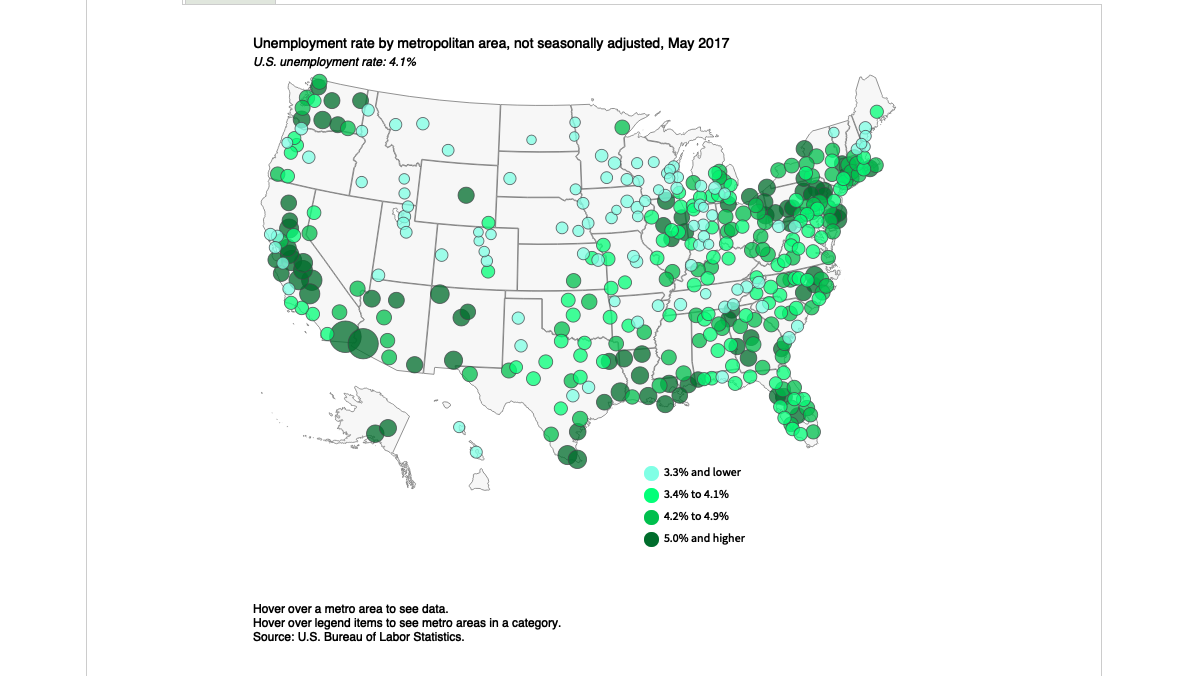 Unemployment rate by metropolitan area, not seasonally adjusted, May 2017
U.S. unemployment rate: 4.1%
3.3% and lower
3.4% to 4.1%
4.2% to 4.9%
5.0% and higher
Hover over a metro area to see data.
Hover over legend items to see metro areas in a category.
Source: U.S. Bureau of Labor Statistics.